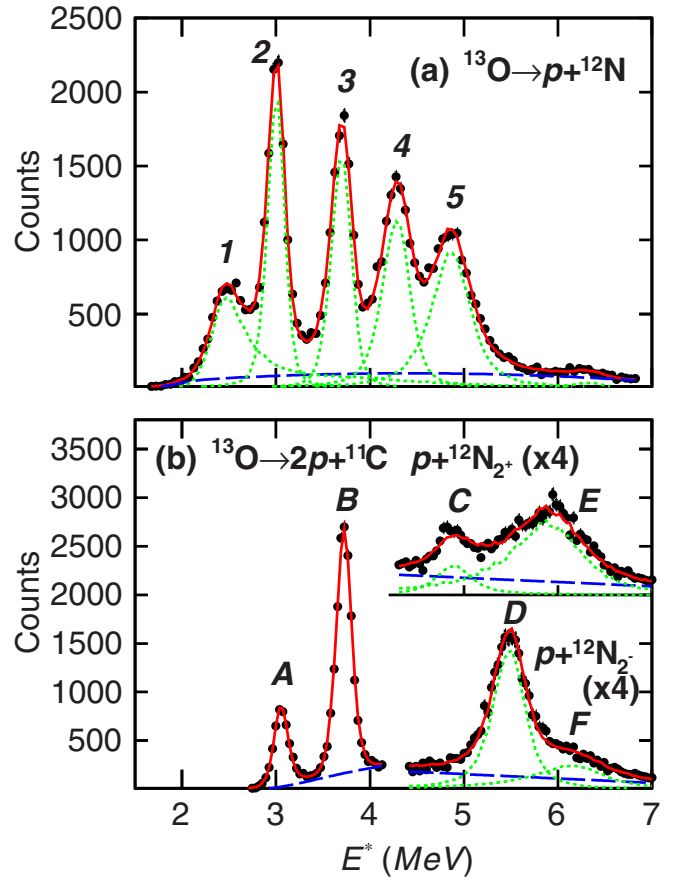 (a) ¹³O→p+¹²N
1
2
3
4
5
2500
2000
1500
1000
500
Counts
(b) ¹³O→2p+¹¹C p+¹²N₂⁺ (x4)
A
B
C
E
D
p+¹²N₂⁻
(x4)
F
3500
3000
2500
2000
1500
1000
500
Counts
2 3 4 5 6 7
E* (MeV)